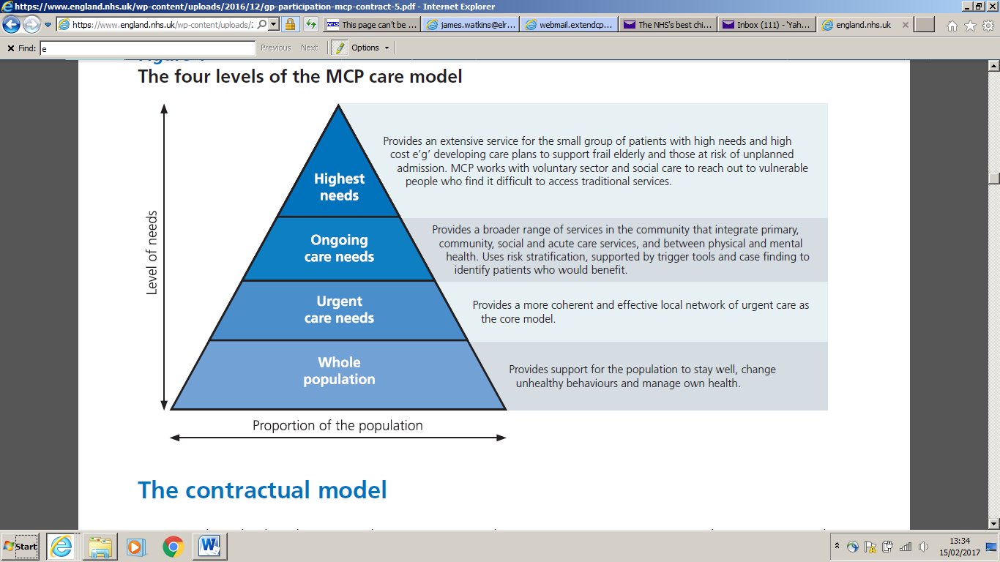 https://www.england.nhs.uk/wp-content/uploads/2016/12/gp-participation-mcp-contract-5.pdf - Internet Explorer
https://www.england.nhs.uk/wp-content/uploads/2
This page can't be ...
james.watkins@elr...
webmail.extendcp...
The NHS's best chi...
Inbox (111) - 'Yah...
england.nhs.uk
Find: e
Previous Next Options
The four levels of the MCP care model
Level of needs
Highest
needs
Provides an extensive service for the small group of patients with high needs and high
cost e'g' developing care plans to support frail elderly and those at risk of unplanned
admission. MCP works with voluntary sector and social care to reach out to vulnerable
people who find it difficult to access traditional services.
Ongoing
care needs
Provides a broader range of services in the community that integrate primary,
community, social and acute care services, and between physical and mental
health. Uses risk stratification, supported by trigger tools and case finding to
identify patients who would benefit.
Urgent
care needs
Provides a more coherent and effective local network of urgent care as
the core model.
Whole
population
Provides support for the population to stay well, change
unhealthy behaviours and manage own health.
Proportion of the population
The contractual model
Start
13:34
15/02/2017